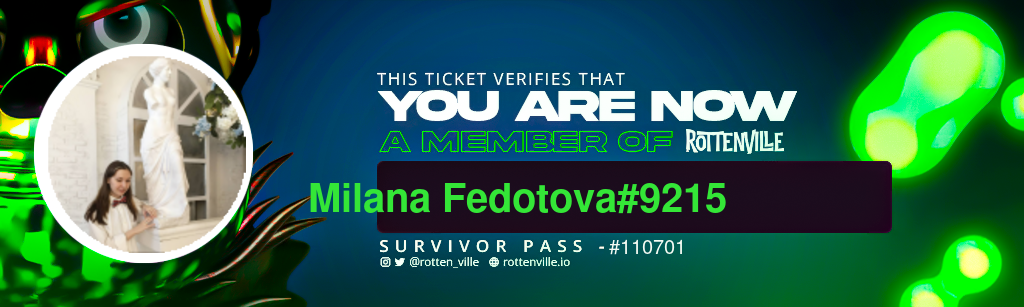 THIS TICKET VERIFIES THAT
YOU ARE NOW
A MEMBER OF ROTTENVILLE
Milana Fedotova#9215
SURVIVOR PASS -#110701
@rotten_ville rottenville.io